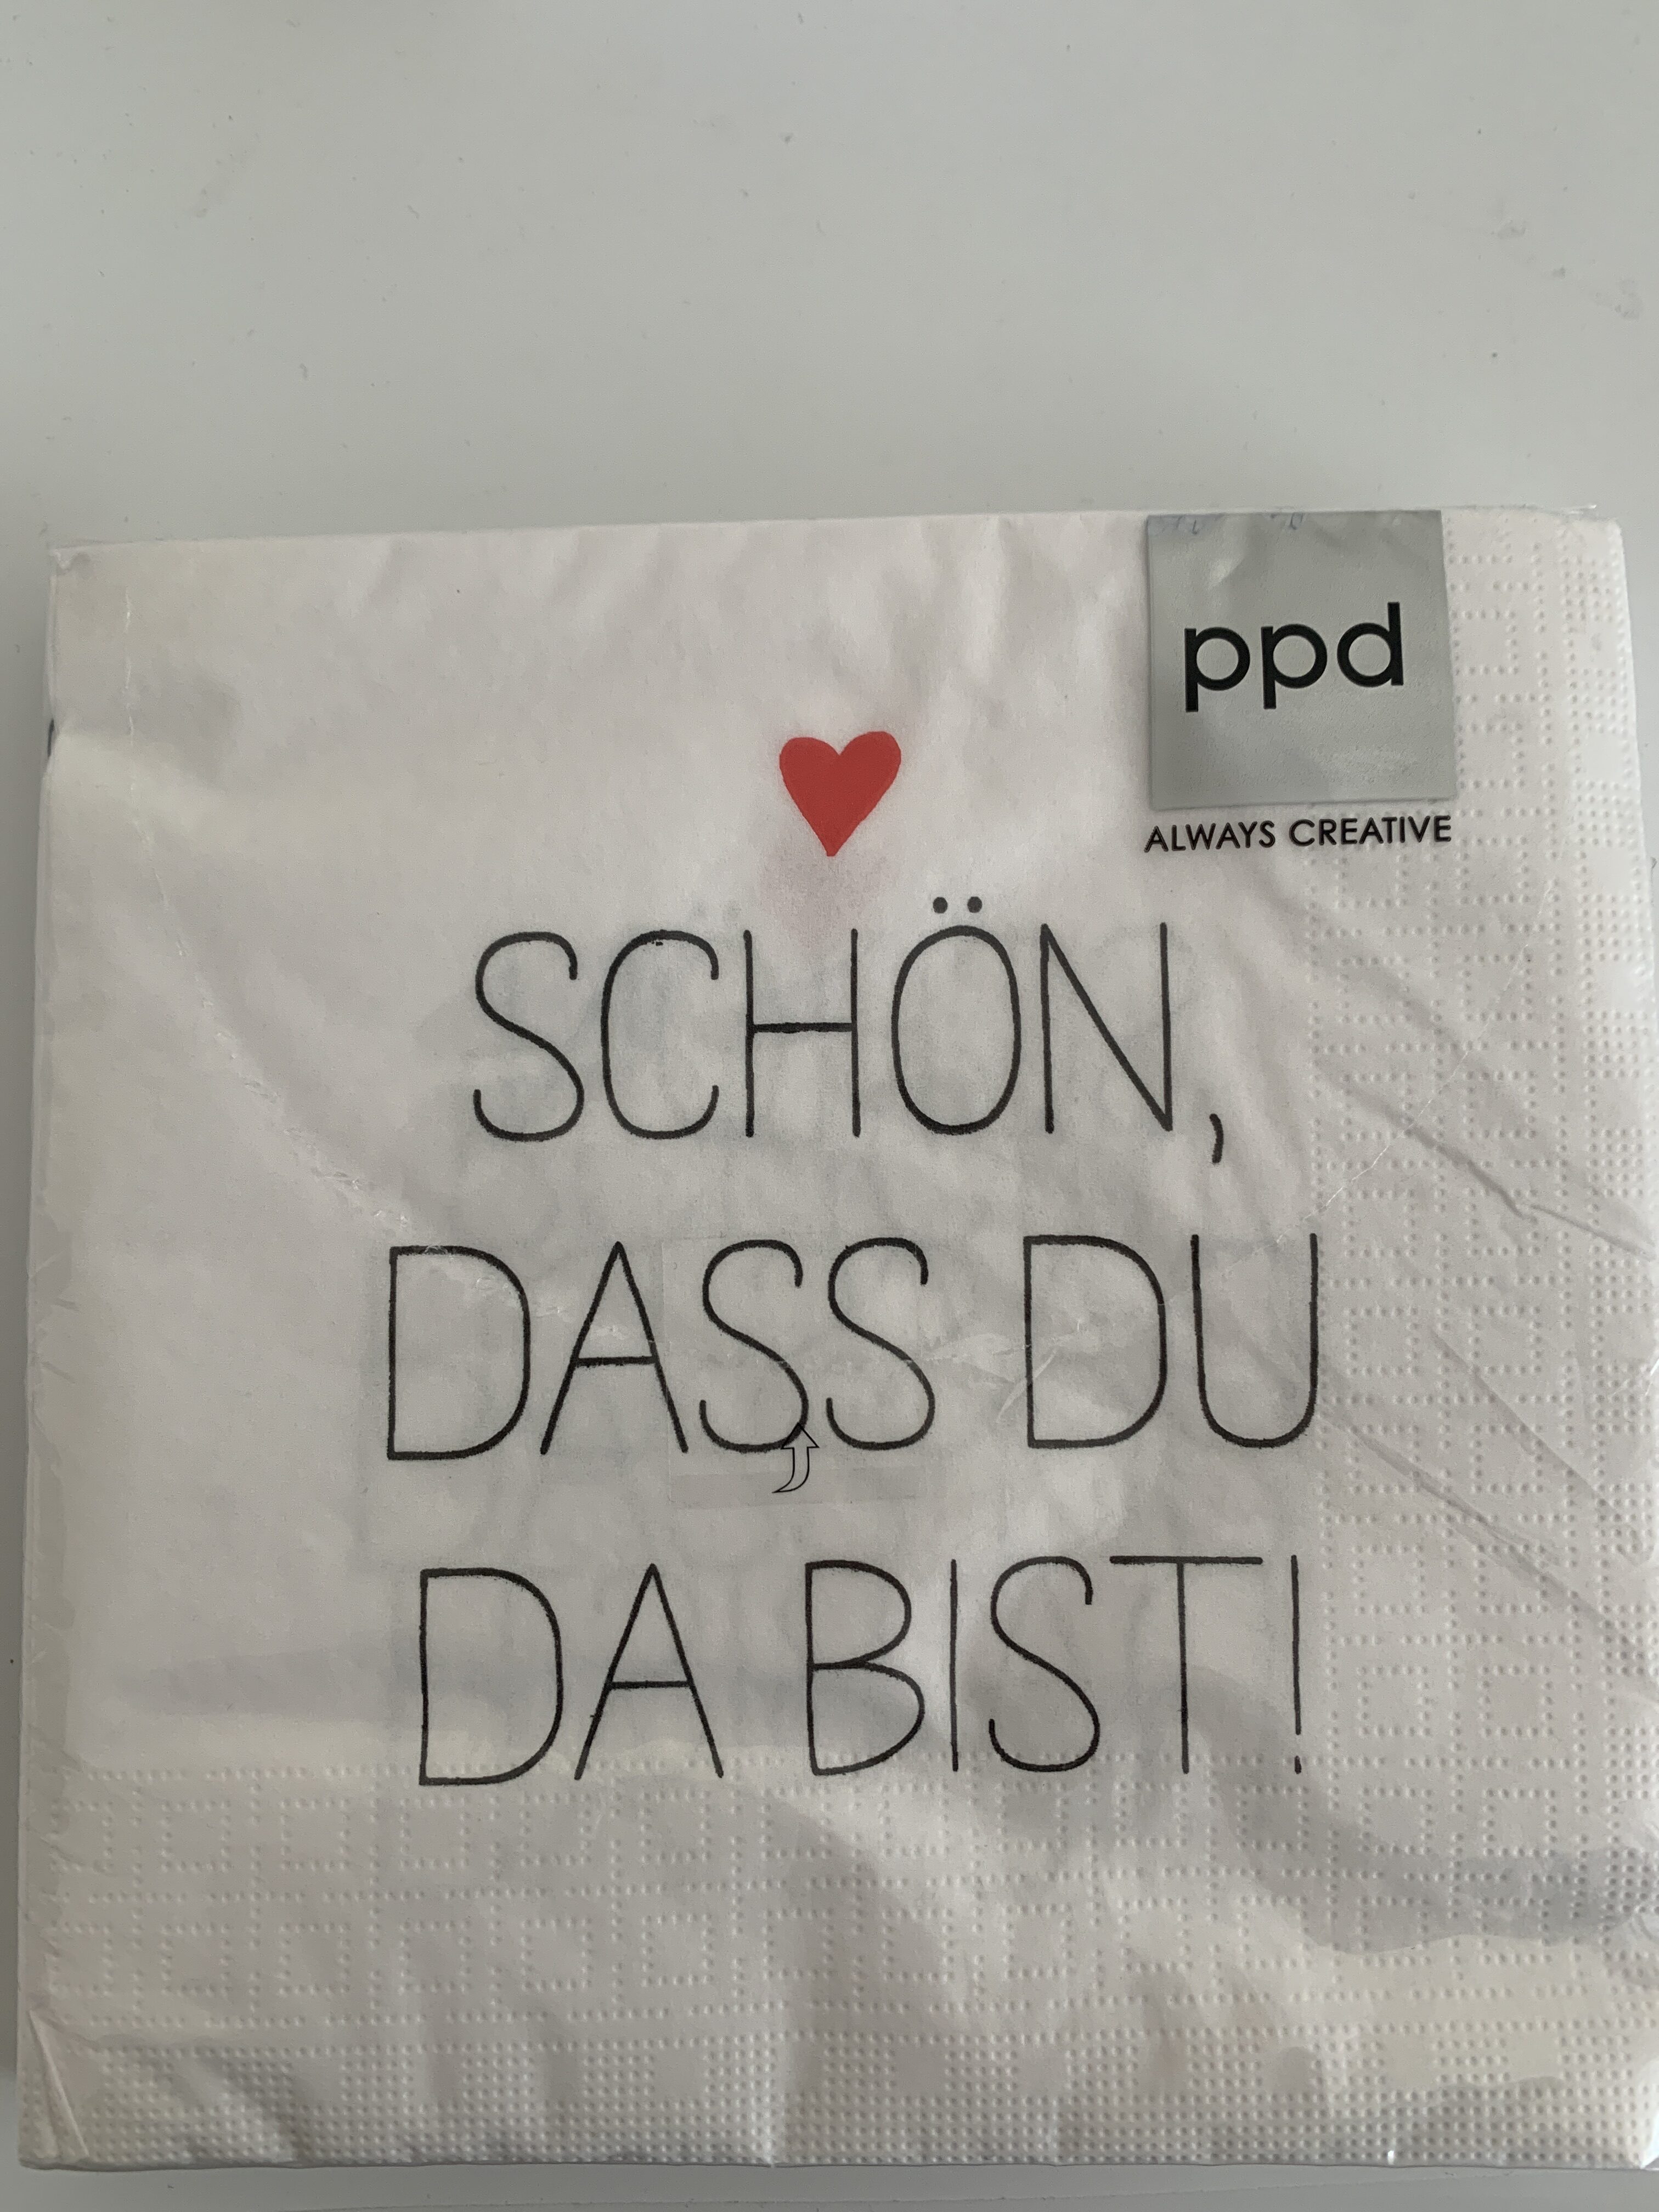 ppd
ALWAYS CREATIVE
SCHÖN,
DASS DU
DA BIST!